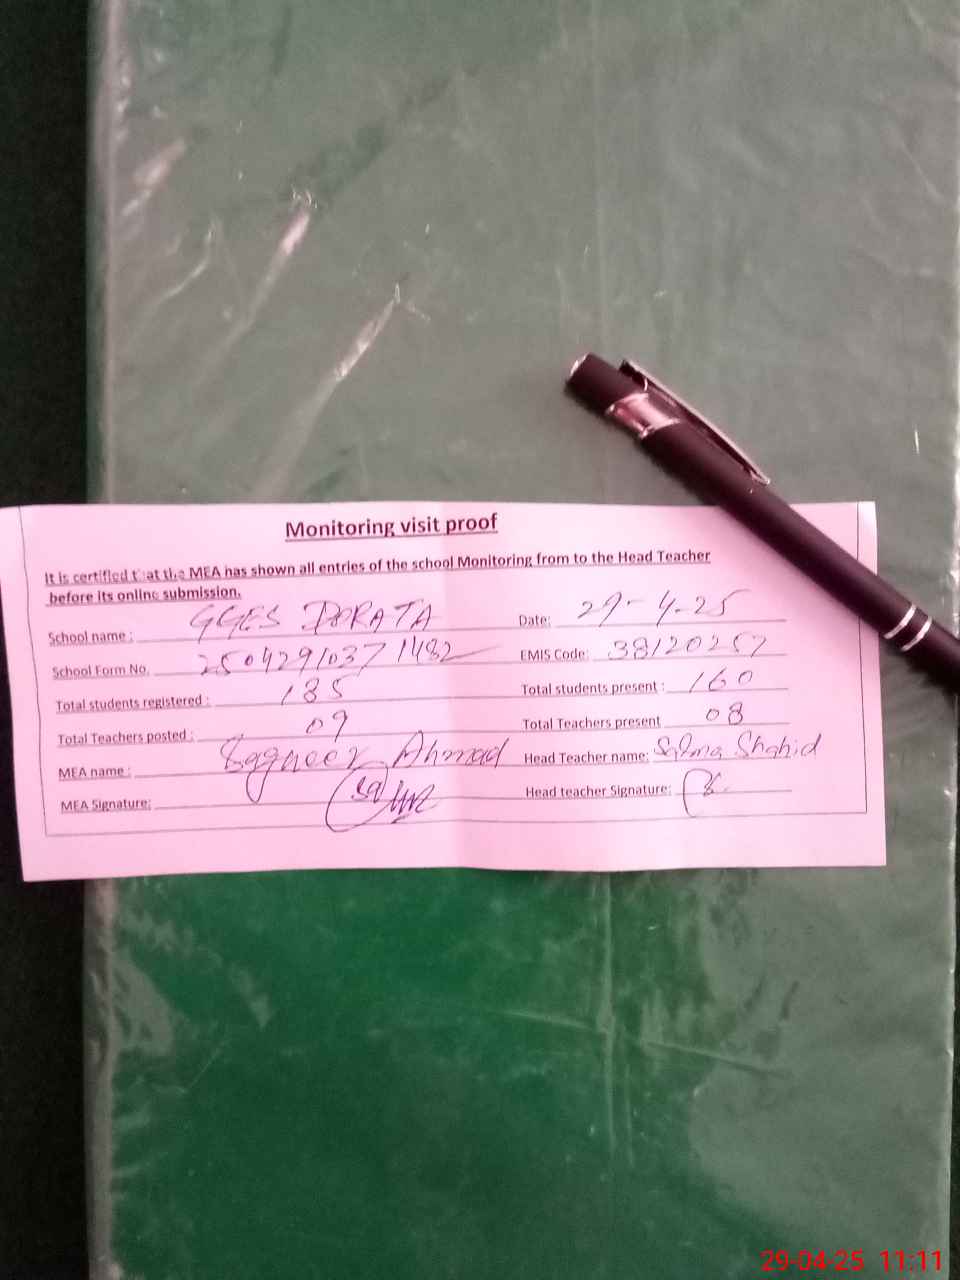 Monitoring visit proof
It is certified that the MEA has shown all entries of the school Monitoring from to the Head Teacher
before its online submission.
School name : GGES DORATA Date: 29-4-25
School Form No. 2504291037 1482 EMIS Code: 38120257
Total students registered : 185 Total students present : 160
Total Teachers posted : 09 Total Teachers present 08
MEA name : Sagheer Ahmad Head Teacher name: Salma Shahid
MEA Signature: Head teacher Signature:
29-04-25 11:11